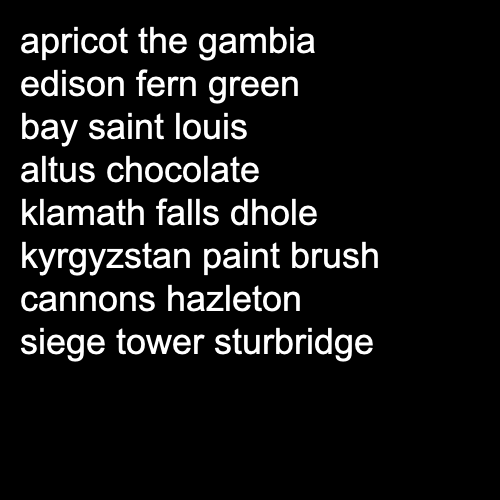 apricot the gambia
edison fern green
bay saint louis
altus chocolate
klamath falls dhole
kyrgyzstan paint brush
cannons hazleton
siege tower sturbridge